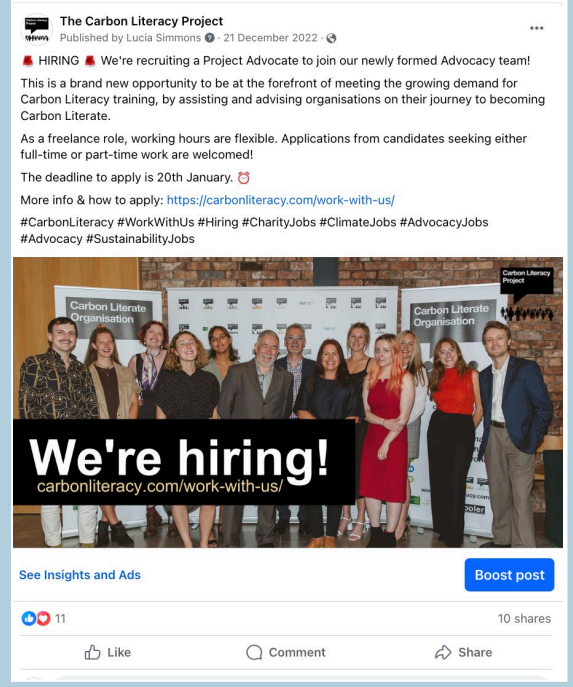 The Carbon Literacy Project
Published by Lucia Simmons · 21 December 2022 ·
HIRING We're recruiting a Project Advocate to join our newly formed Advocacy team!
This is a brand new opportunity to be at the forefront of meeting the growing demand for
Carbon Literacy training, by assisting and advising organisations on their journey to becoming
Carbon Literate.
As a freelance role, working hours are flexible. Applications from candidates seeking either
full-time or part-time work are welcomed!
The deadline to apply is 20th January.
More info & how to apply: https://carbonliteracy.com/work-with-us/
#CarbonLiteracy #WorkWithUs #Hiring #CharityJobs #ClimateJobs #AdvocacyJobs
#Advocacy #SustainabilityJobs
Carbon Literacy
Project
Carbon Literate
Organisation
Carbon Literate
Organisation
We're hiring!
carbonliteracy.com/work-with-us/
See Insights and Ads
Boost post
11
10 shares
Like
Comment
Share